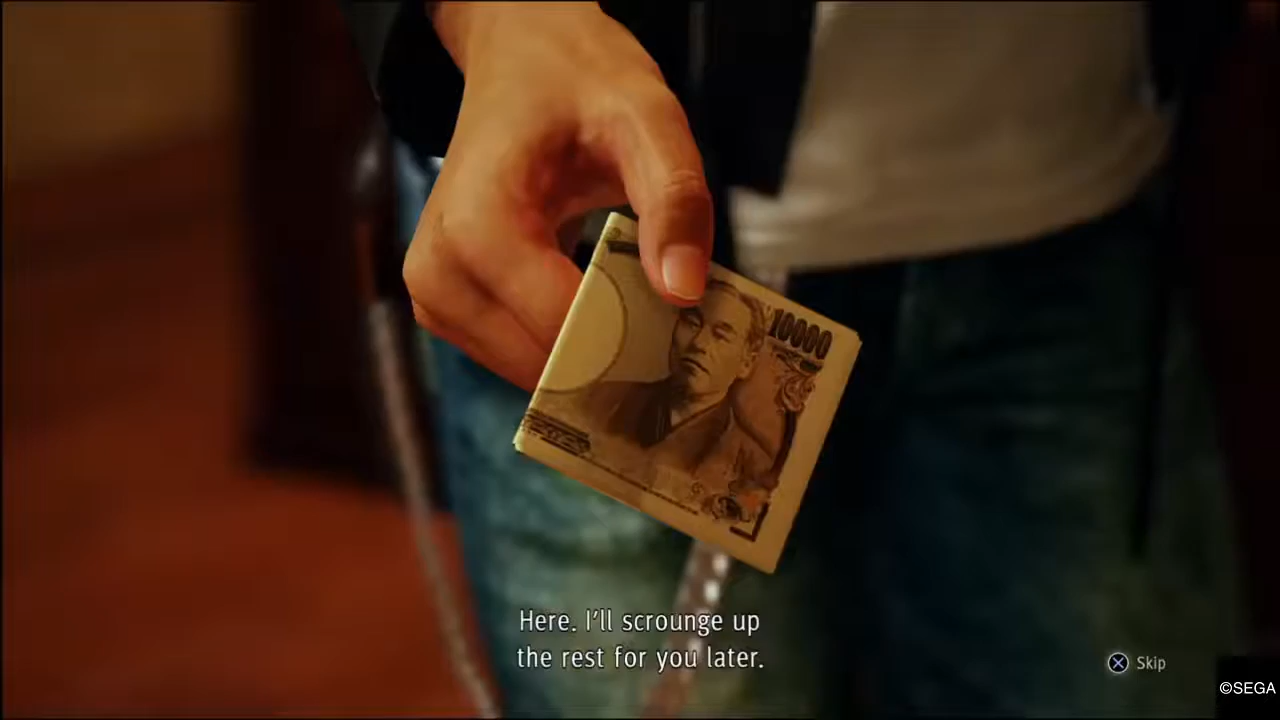 10000
Here. I'll scrounge up
the rest for you later.
Skip
©SEGA